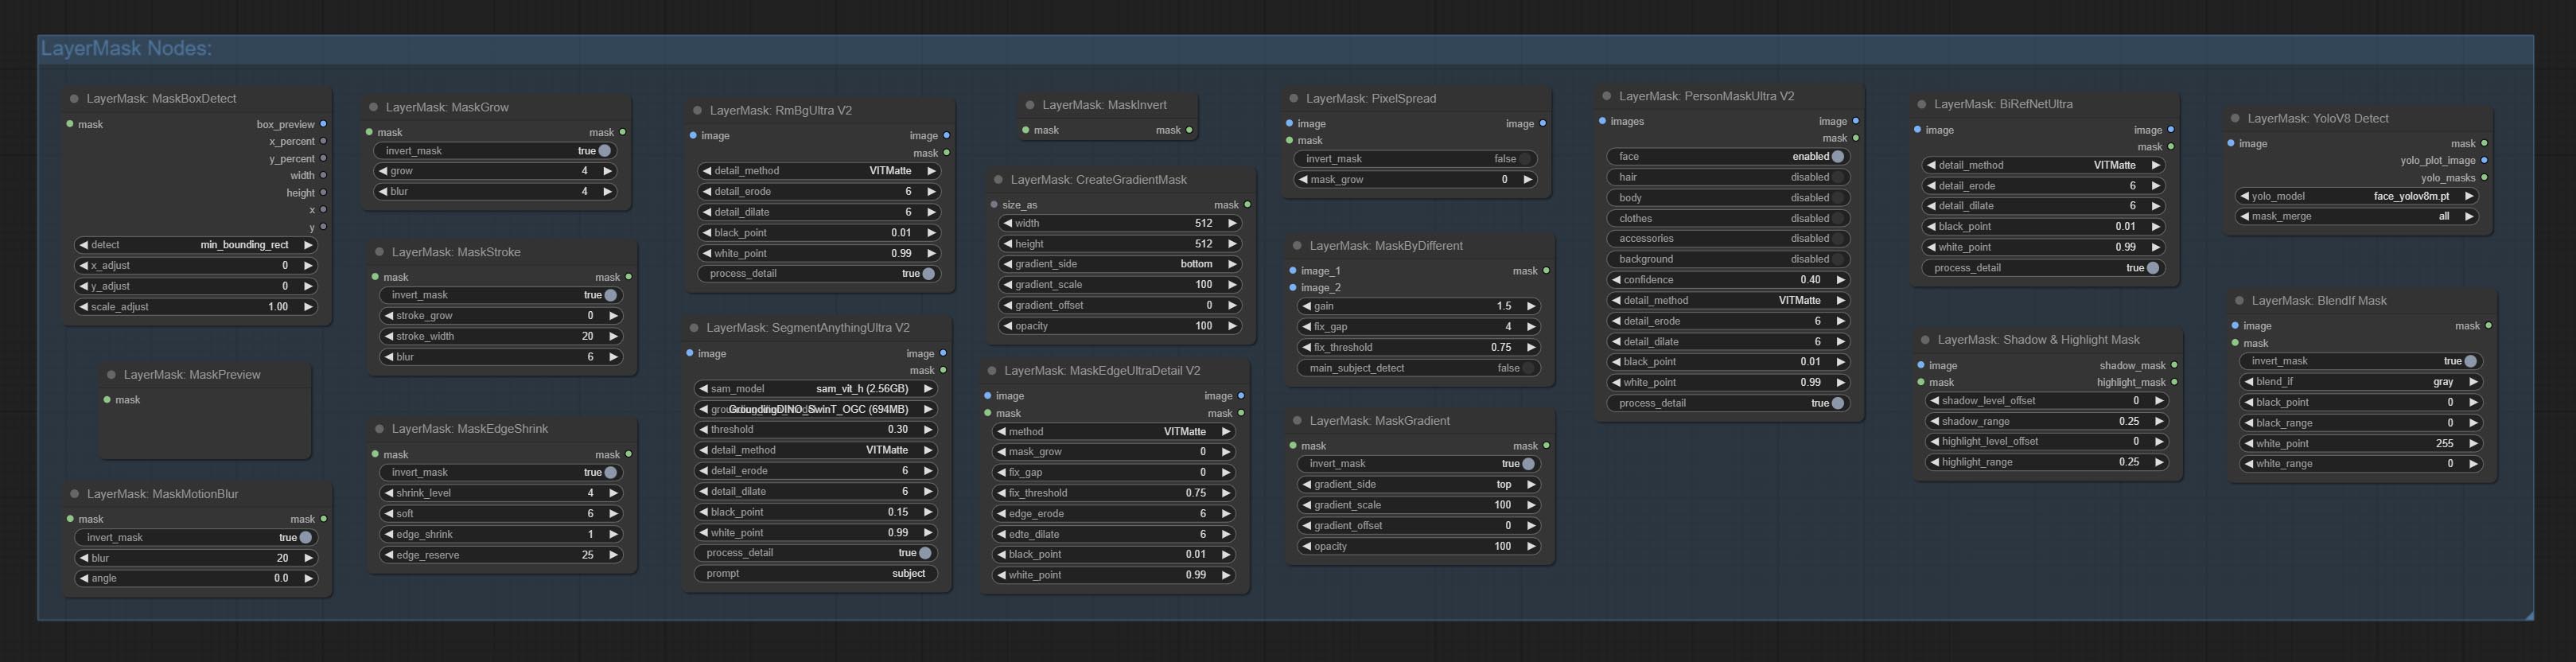 LayerMask Nodes:
LayerMask: MaskBoxDetect
mask box_preview
x_percent
y_percent
width
height
x
y
detect min_bounding_rect
x_adjust 0
y_adjust 0
scale_adjust 1.00
LayerMask: MaskPreview
mask
LayerMask: MaskMotionBlur
mask mask
invert_mask true
blur 20
angle 0.0
LayerMask: MaskGrow
mask mask
invert_mask true
grow 4
blur 4
LayerMask: MaskStroke
mask mask
invert_mask true
stroke_grow 0
stroke_width 20
blur 6
LayerMask: MaskEdgeShrink
mask mask
invert_mask true
shrink_level 4
soft 6
edge_shrink 1
edge_reserve 25
LayerMask: RmBgUltra V2
image image
mask
detail_method VITMatte
detail_erode 6
detail_dilate 6
black_point 0.01
white_point 0.99
process_detail true
LayerMask: SegmentAnythingUltra V2
image image
mask
sam_model sam_vit_h (2.56GB)
GroundingDINO_SwinT_OGC (694MB)
threshold 0.30
detail_method VITMatte
detail_erode 6
detail_dilate 6
black_point 0.15
white_point 0.99
process_detail true
prompt subject
LayerMask: MaskInvert
mask mask
LayerMask: CreateGradientMask
size_as mask
width 512
height 512
gradient_side bottom
gradient_scale 100
gradient_offset 0
opacity 100
LayerMask: MaskEdgeUltraDetail V2
image image
mask mask
method VITMatte
mask_grow 0
fix_gap 0
fix_threshold 0.75
edge_erode 6
edte_dilate 6
black_point 0.01
white_point 0.99
LayerMask: PixelSpread
image image
mask
invert_mask false
mask_grow 0
LayerMask: MaskByDifferent
image_1 mask
image_2
gain 1.5
fix_gap 4
fix_threshold 0.75
main_subject_detect false
LayerMask: MaskGradient
mask mask
invert_mask true
gradient_side top
gradient_scale 100
gradient_offset 0
opacity 100
LayerMask: PersonMaskUltra V2
images image
mask
face enabled
hair disabled
body disabled
clothes disabled
accessories disabled
background disabled
confidence 0.40
detail_method VITMatte
detail_erode 6
detail_dilate 6
black_point 0.01
white_point 0.99
process_detail true
LayerMask: BiRefNetUltra
image image
mask
detail_method VITMatte
detail_erode 6
detail_dilate 6
black_point 0.01
white_point 0.99
process_detail true
LayerMask: Shadow & Highlight Mask
image shadow_mask
mask highlight_mask
shadow_level_offset 0
shadow_range 0.25
highlight_level_offset 0
highlight_range 0.25
LayerMask: YoloV8 Detect
image mask
yolo_plot_image
yolo_masks
yolo_model face_yolov8m.pt
mask_merge all
LayerMask: BlendIf Mask
image mask
mask
invert_mask true
blend_if gray
black_point 0
black_range 0
white_point 255
white_range 0